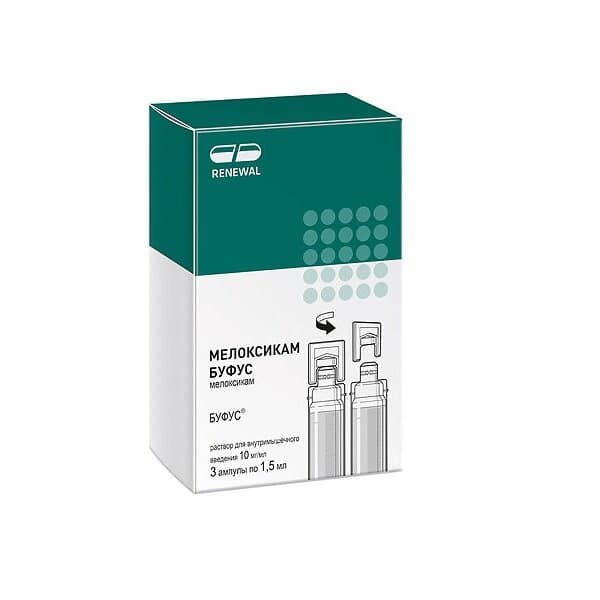 RENEWAL
МЕЛОКСИКАМ
БУФУС
мелоксикам
БУФУС®
раствор для внутримышечного
введения 10 мг/мл
3 ампулы по 1,5 мл